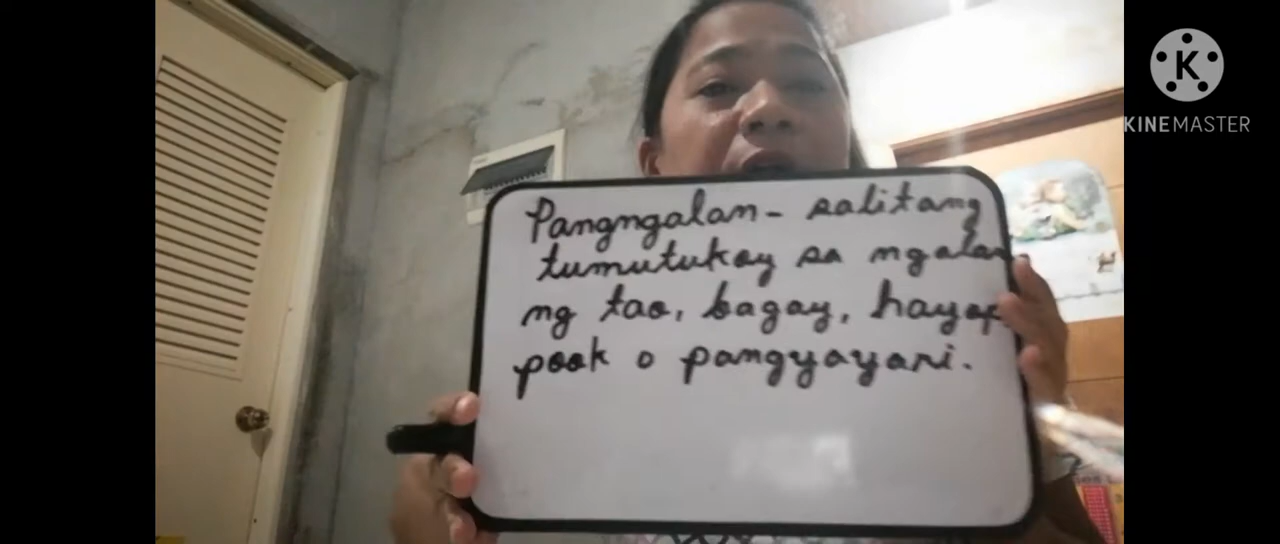 Pangngalan - salitang
tumutukoy sa ngalan
ng tao, bagay, hayop
pook o pangyayari.
K
KINEMASTER